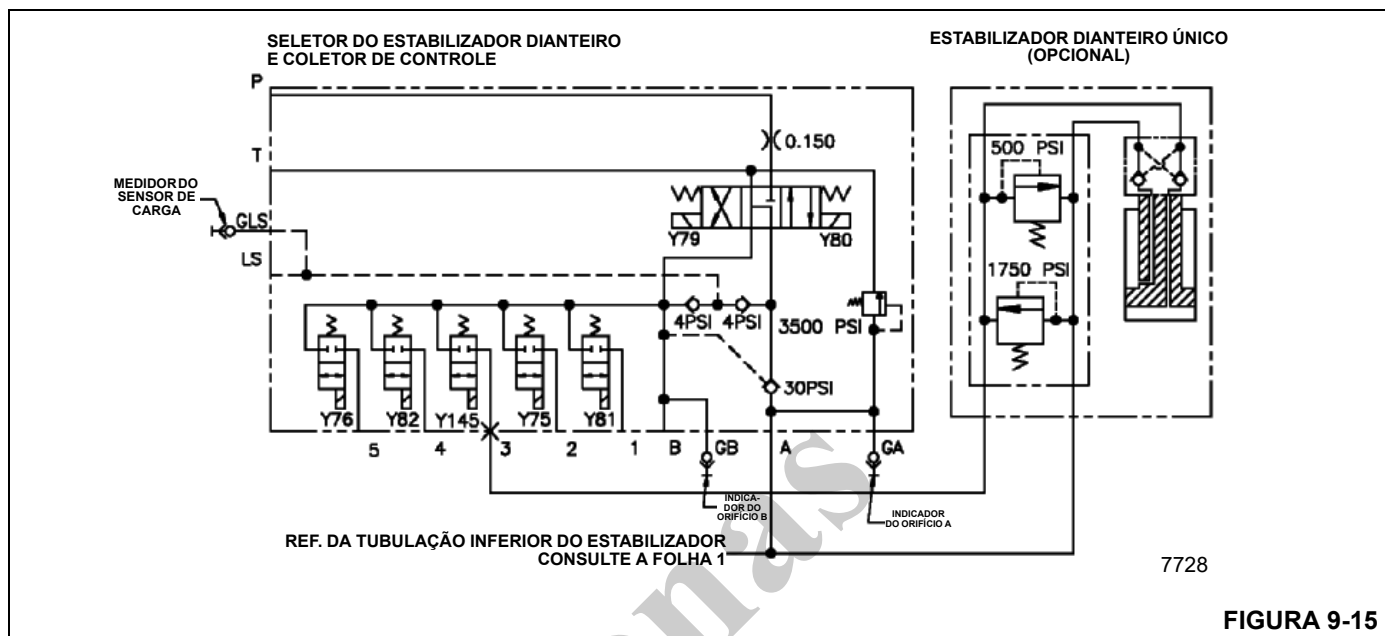 SELETOR DO ESTABILIZADOR DIANTEIRO
E COLETOR DE CONTROLE
ESTABILIZADOR DIANTEIRO ÚNICO
(OPCIONAL)
P
0.150
500 PSI
T
MEDIDOR DO
SENSOR DE
CARGA
GLS
Y79
Y80
LS
1750 PSI
4PSI
4PSI
3500 PSI
30PSI
Y76
Y82
Y145
Y75
Y81
5
4
3
2
1
B
GB
A
GA
INDICA-
DOR DO
ORIFÍCIO B
INDICADOR
DO ORIFÍCIO A
REF. DA TUBULAÇÃO INFERIOR DO ESTABILIZADOR
CONSULTE A FOLHA 1
7728
FIGURA 9-15